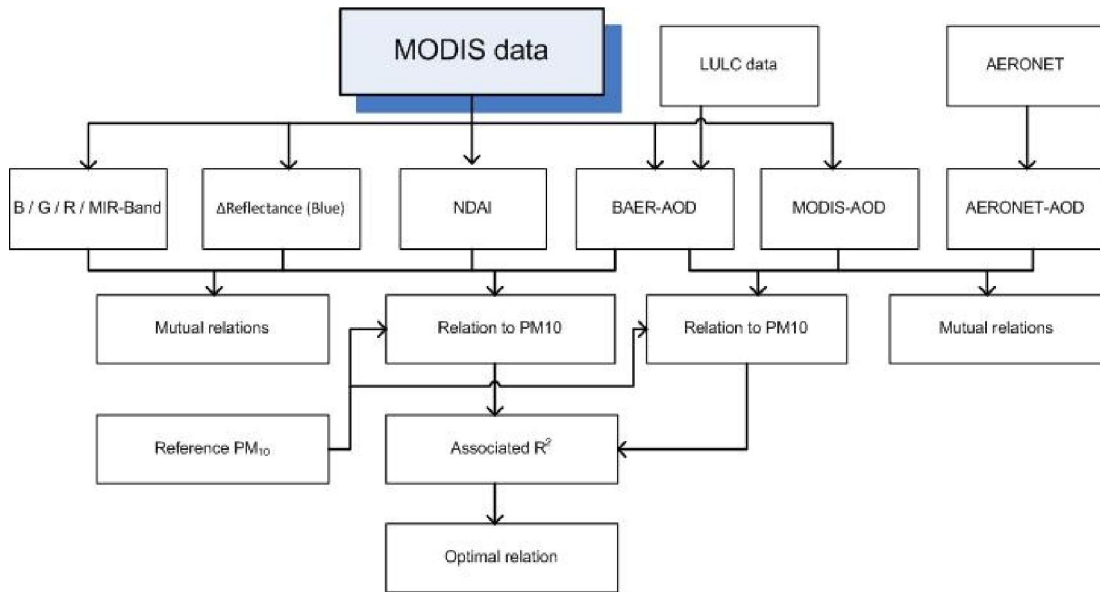 MODIS data
LULC data
AERONET
B / G / R / MIR-Band
ΔReflectance (Blue)
NDAI
BAER-AOD
MODIS-AOD
AERONET-AOD
Mutual relations
Relation to PM10
Relation to PM10
Mutual relations
Reference PM₁₀
Associated R²
Optimal relation